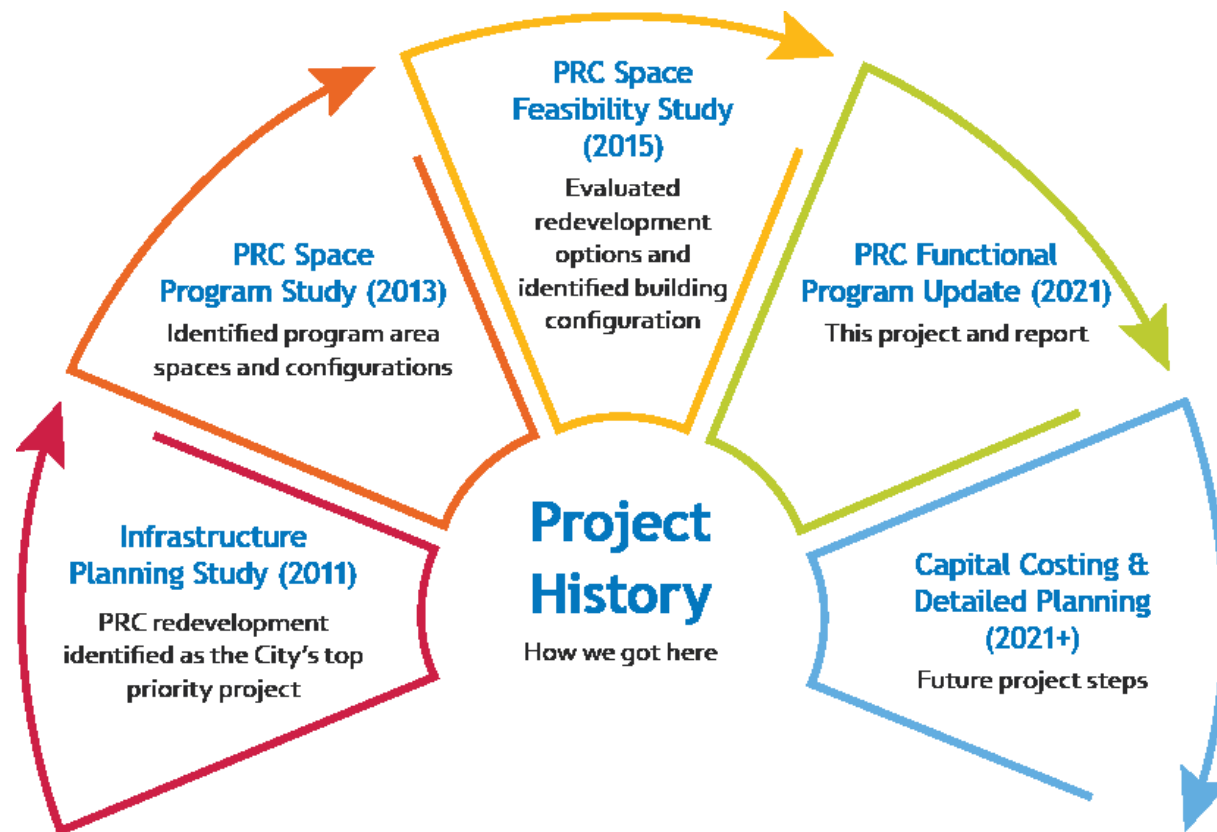 Infrastructure
Planning Study (2011)
PRC redevelopment
identified as the City's top
priority project
PRC Space
Program Study (2013)
Identified program area
spaces and configurations
PRC Space
Feasibility Study
(2015)
Evaluated
redevelopment
options and
identified building
configuration
PRC Functional
Program Update (2021)
This project and report
Capital Costing &
Detailed Planning
(2021+)
Future project steps
Project
History
How we got here